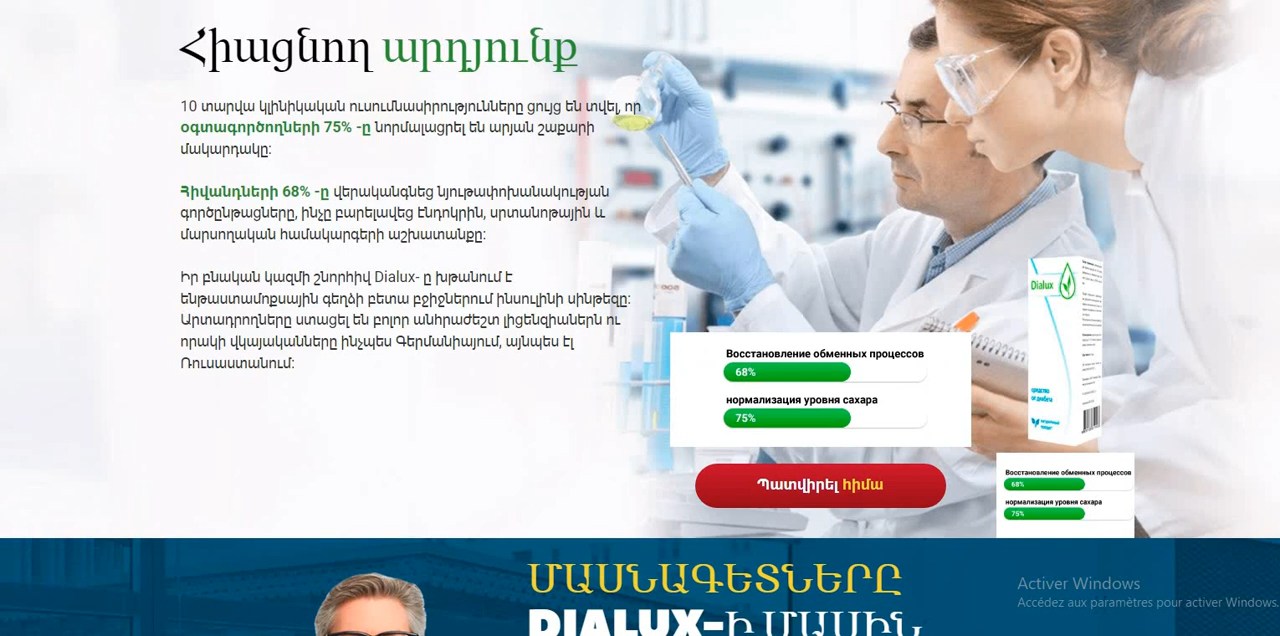 Հիացնող արդյունք
10 տարվա կլինիկական ուսումնասիրությունները ցույց են տվել, որ
օգտագործողների 75% -ը նորմալացրել են արյան շաքարի
մակարդակը:
Հիվանդների 68% -ը վերականգնեց նյութափոխանակության
գործընթացները, ինչը բարելավեց էնդոկրին, սրտանոթային և
մարսողական համակարգերի աշխատանքը:
Իր բնական կազմի շնորհիվ Dialux- ը խթանում է
ենթաստամոքսային գեղձի բետա բջիջներում ինսուլինի սինթեզը:
Արտադրողները ստացել են բոլոր անհրաժեշտ լիցենզիաներն ու
որակի վկայականները ինչպես Գերմանիայում, այնպես էլ
Ռուսաստանում:
Dialux
средство
от диабета
Восстановление обменных процессов
68%
нормализация уровня сахара
75%
Պատվիրել հիմա
Восстановление обменных процессов
68%
нормализация уровня сахара
75%
ՄԱՍՆԱԳԵՏՆԵՐԸ
DIALUX-Ի ՄԱՍԻՆ
Activer Windows
Accédez aux paramètres pour activer Windows.